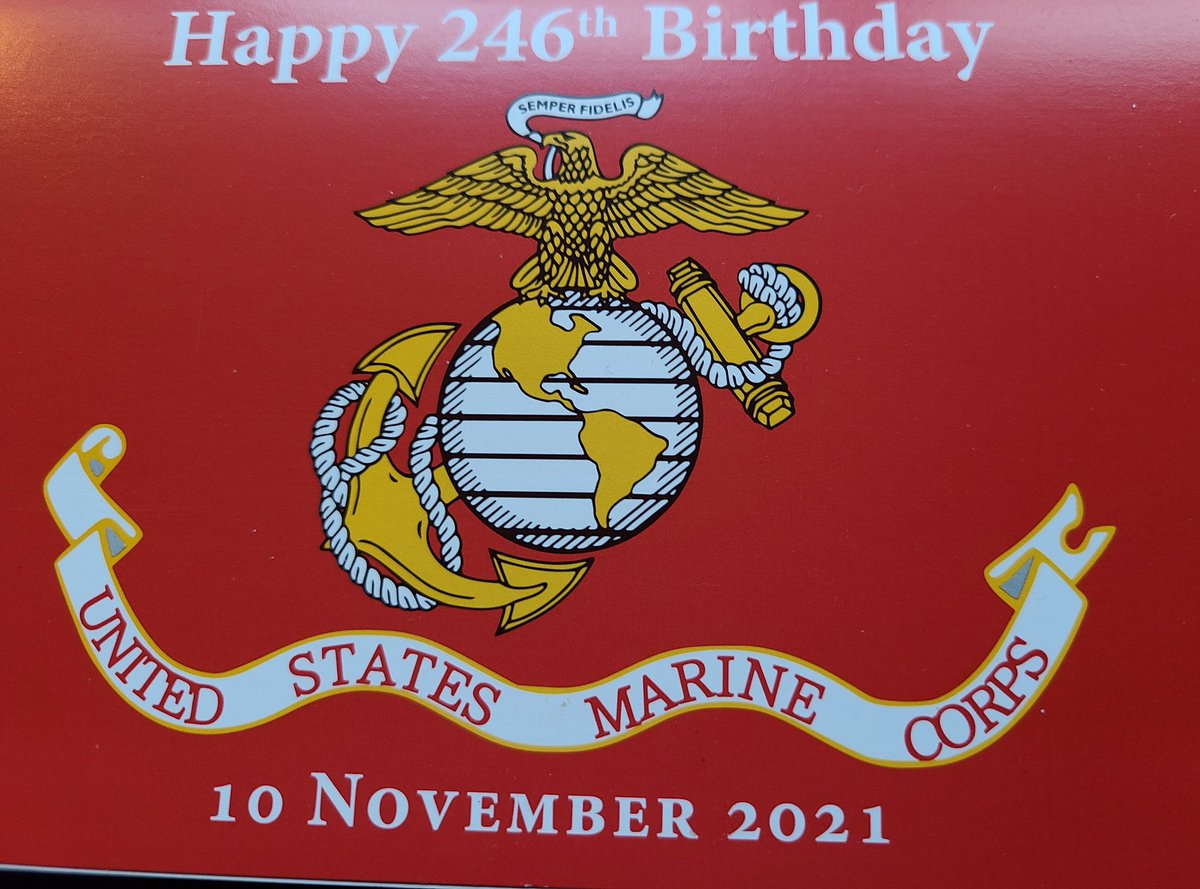 Happy 246th Birthday
SEMPER FIDELIS
UNITED STATES MARINE CORPS
10 NOVEMBER 2021